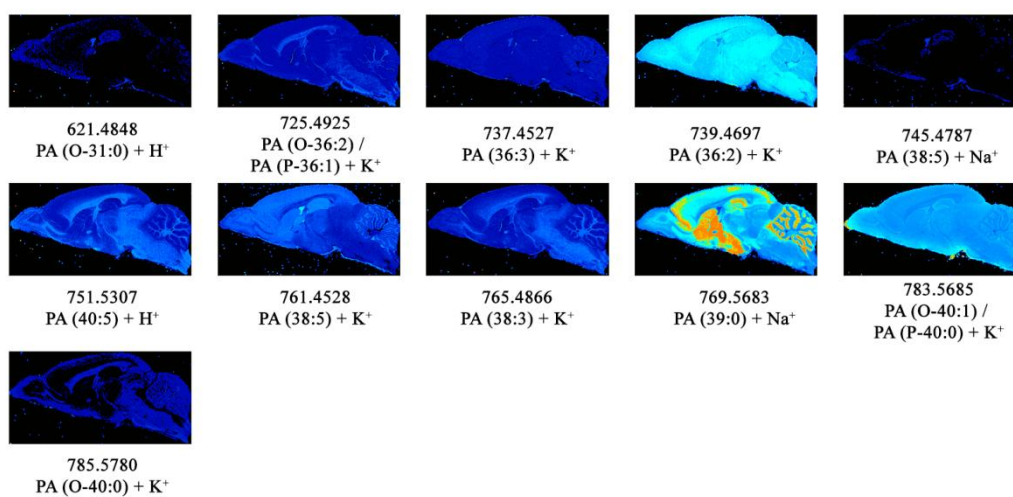 621.4848
PA (O-31:0) + H⁺
725.4925
PA (O-36:2) /
PA (P-36:1) + K⁺
737.4527
PA (36:3) + K⁺
739.4697
PA (36:2) + K⁺
745.4787
PA (38:5) + Na⁺
751.5307
PA (40:5) + H⁺
761.4528
PA (38:5) + K⁺
765.4866
PA (38:3) + K⁺
769.5683
PA (39:0) + Na⁺
783.5685
PA (O-40:1) /
PA (P-40:0) + K⁺
785.5780
PA (O-40:0) + K⁺